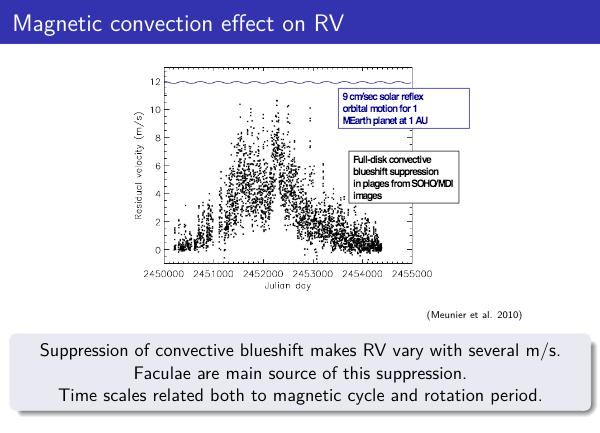 Magnetic convection effect on RV
12
10
8
6
4
2
0
Residual velocity (m/s)
2450000 2451000 2452000 2453000 2454000 2455000
Julian day
9 cm/sec solar reflex
orbital motion for 1
MEarth planet at 1 AU
Full-disk convective
blueshift suppression
in plages from SOHO/MDI
images
(Meunier et al. 2010)
Suppression of convective blueshift makes RV vary with several m/s.
Faculae are main source of this suppression.
Time scales related both to magnetic cycle and rotation period.